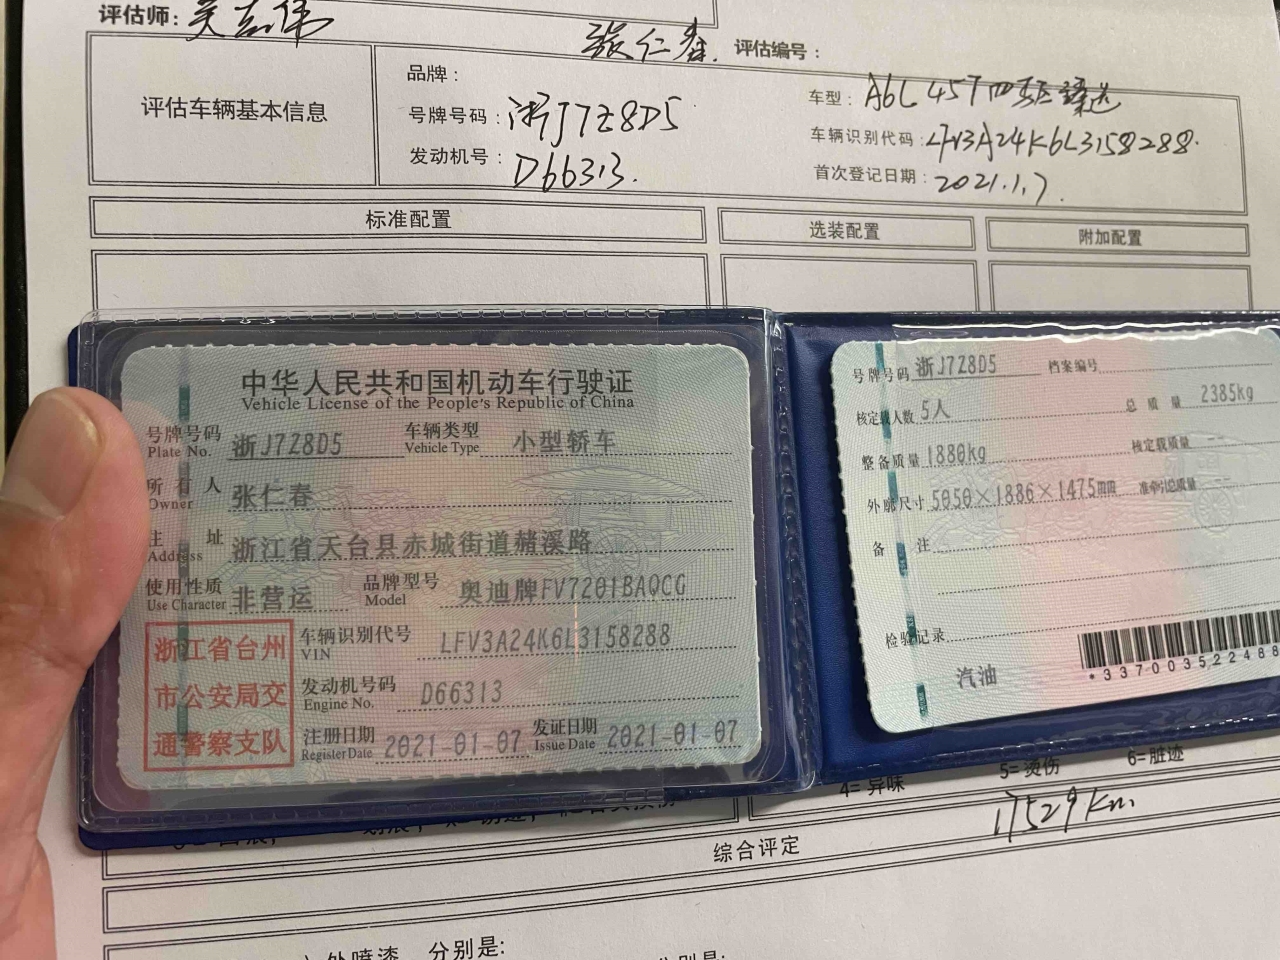 评估师：
张仁春. 评估编号：
评估车辆基本信息
品牌：
车型：A6L 45T四驱臻选
号牌号码：浙J7Z8D5
车辆识别代码：LFV3A24K6L3158288.
发动机号：D66313.
首次登记日期：2021.1.7.
标准配置
选装配置
附加配置
中华人民共和国机动车行驶证
Vehicle License of the People's Republic of China
号牌号码 浙J7Z8D5 车辆类型 小型轿车
Plate No. Vehicle Type
所有人 张仁春
Owner
住址 浙江省天台县赤城街道赭溪路
Address
使用性质 非营运 品牌型号 奥迪牌FV7201BAQCG
Use Character Model
浙江省台州
市公安局交
通警察支队
车辆识别代号 LFV3A24K6L3158288
VIN
发动机号码 D66313
Engine No.
注册日期 2021-01-07 发证日期 2021-01-07
Register Date Issue Date
号牌号码 浙J7Z8D5 档案编号
核定载人数 5人 总质量 2385kg
整备质量 1880kg 核定载质量 --
外廓尺寸 5050×1886×1475mm 准牵引总质量 --
备注
检验记录
汽油
*337003522488
4=异味 5=烫伤 6=脏迹
17529Km.
综合评定
外喷漆，分别是: